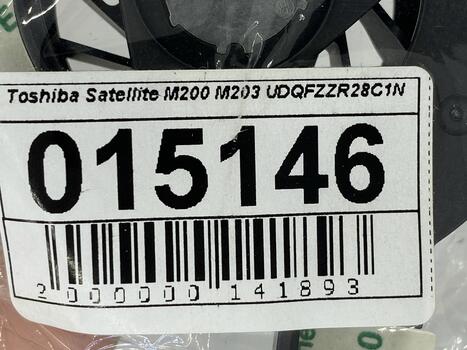 Toshiba Satellite M200 M203 UDQFZZR28C1N
015146
2 000000 141893